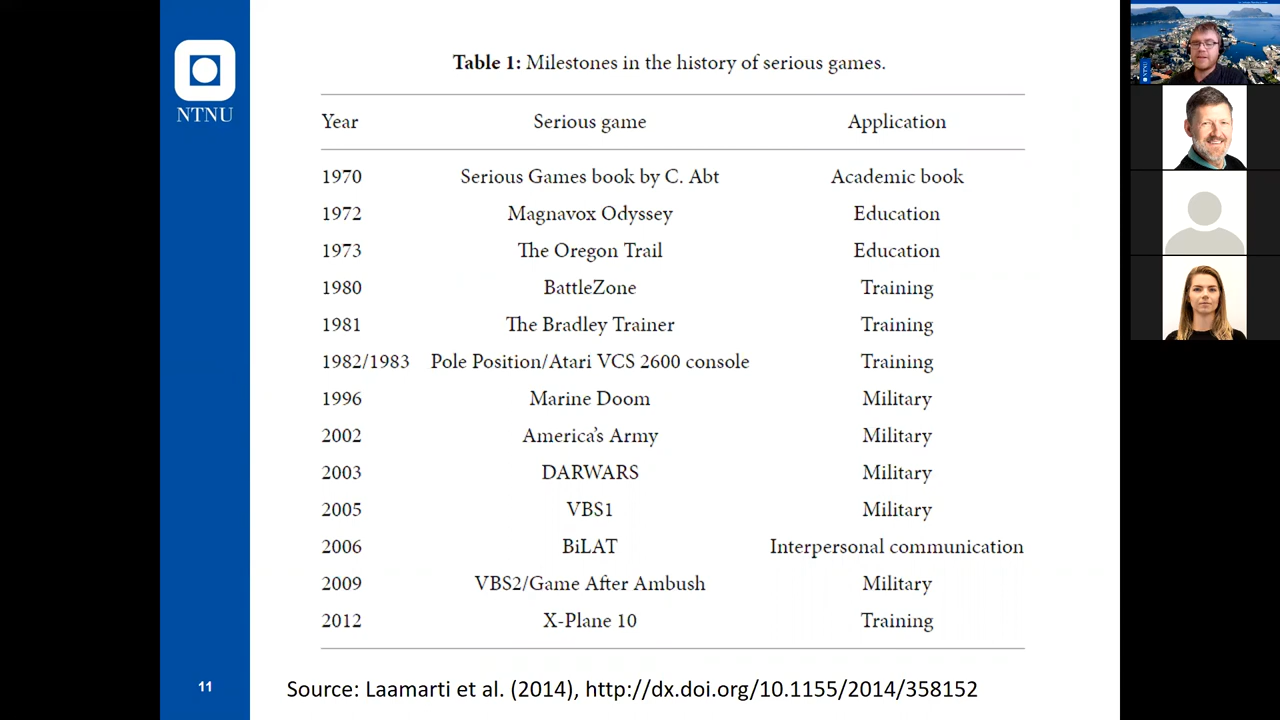 NTNU
Table 1: Milestones in the history of serious games.
Year Serious game Application
1970 Serious Games book by C. Abt Academic book
1972 Magnavox Odyssey Education
1973 The Oregon Trail Education
1980 BattleZone Training
1981 The Bradley Trainer Training
1982/1983 Pole Position/Atari VCS 2600 console Training
1996 Marine Doom Military
2002 America's Army Military
2003 DARWARS Military
2005 VBS1 Military
2006 BiLAT Interpersonal communication
2009 VBS2/Game After Ambush Military
2012 X-Plane 10 Training
11
Source: Laamarti et al. (2014), http://dx.doi.org/10.1155/2014/358152
NTNU